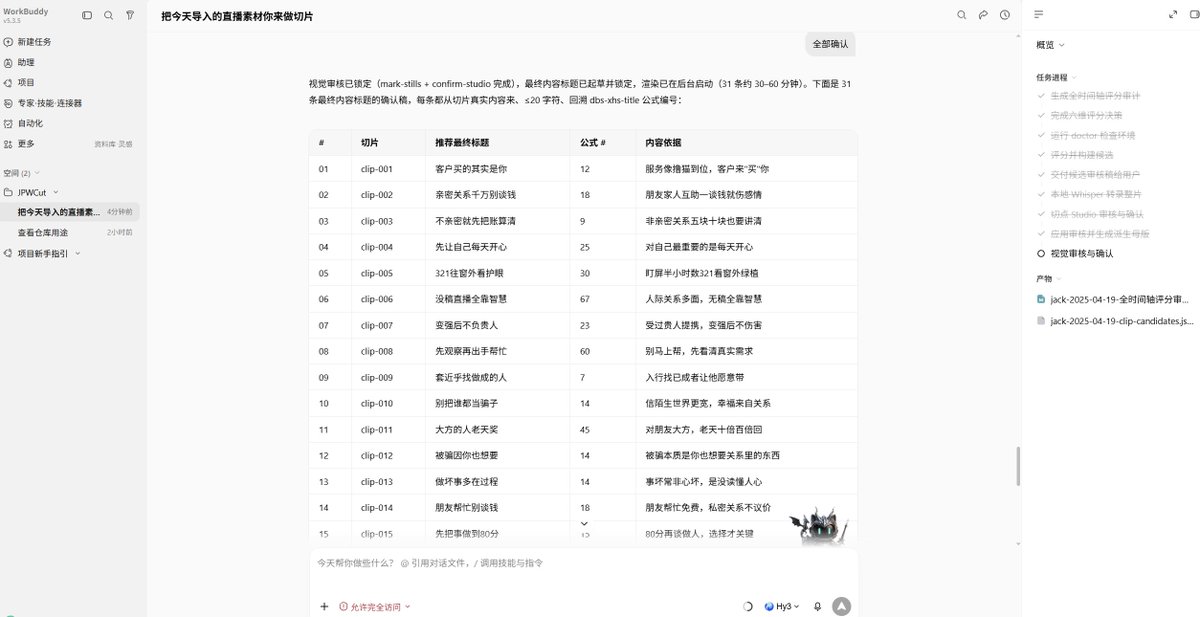 WorkBuddy
v5.3.5
新建任务
助理
项目
专家·技能·连接器
自动化
更多
资料库·灵感
空间 (2)
JPWCut
把今天导入的直播素... 4分钟前
查看仓库用途 2小时前
项目新手指引
把今天导入的直播素材你来做切片
全部确认
视觉审核已锁定（mark-stills + confirm-studio 完成），最终内容标题已起草并锁定，渲染已在后台启动（31 条约 30–60 分钟）。下面是 31
条最终内容标题的确认稿，每条都从切片真实内容来、≤20 字符、回溯 dbs-xhs-title 公式编号：
# 切片 推荐最终标题 公式 # 内容依据
01 clip-001 客户买的其实是你 12 服务像撸猫到位，客户来"买"你
02 clip-002 亲密关系千万别谈钱 18 朋友家人互助一谈钱就伤感情
03 clip-003 不亲密就先把账算清 9 非亲密关系五块十块也要讲清
04 clip-004 先让自己每天开心 25 对自己最重要的是每天开心
05 clip-005 321往窗外看护眼 30 盯屏半小时数321看窗外绿植
06 clip-006 没稿直播全靠智慧 67 人际关系多面，无稿全靠智慧
07 clip-007 变强后不负贵人 23 受过贵人提携，变强后不伤害
08 clip-008 先观察再出手帮忙 60 别马上帮，先看清真实需求
09 clip-009 套近乎找做成的人 7 入行找已成者让他愿意带
10 clip-010 别把谁都当骗子 14 信陌生世界更宽，幸福来自关系
11 clip-011 大方的人老天奖 45 对朋友大方，老天十倍百倍回
12 clip-012 被骗因你也想要 14 被骗本质是你也想要关系里的东西
13 clip-013 做坏事多在过程 14 事坏常非心坏，是没读懂人心
14 clip-014 朋友帮忙别谈钱 18 朋友帮忙免费，私密关系不议价
15 clip-015 先把事做到80分 15 80分再谈做人，选择才关键
今天帮你做些什么？ @ 引用对话文件，/ 调用技能与指令
允许完全访问
Hy3
概览
任务进程
生成全时间轴评分审计
完成六维评分决策
运行 doctor 检查环境
评分并构建候选
交付候选审核稿给用户
本地 Whisper 转录整片
切点 Studio 审核与确认
应用审核并生成派生母版
视觉审核与确认
产物
jack-2025-04-19-全时间轴评分审...
jack-2025-04-19-clip-candidates.js...